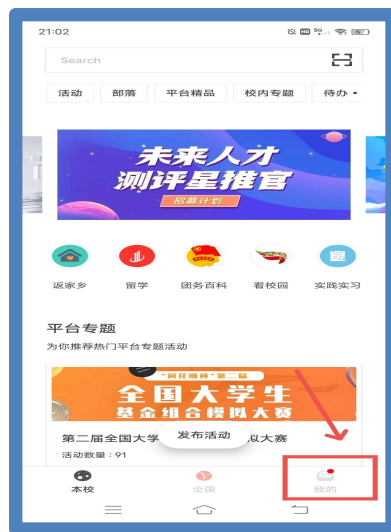 21:02
HD 5G
Search
活动 部落 平台精品 校内专题 待办
未来人才
测评星推官
招募计划
返家乡 留学 团务百科 看校园 实践实习
平台专题
为你推荐热门平台专题活动
"同花顺杯"第二届
全国大学生
基金组合模拟大赛
第二届全国大学 拟大赛
发布活动
活动数量：91
本校 全国 我的